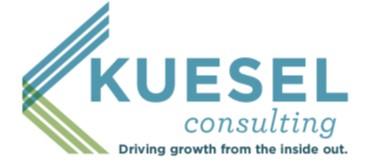 KUESEL
consulting
Driving growth from the inside out.